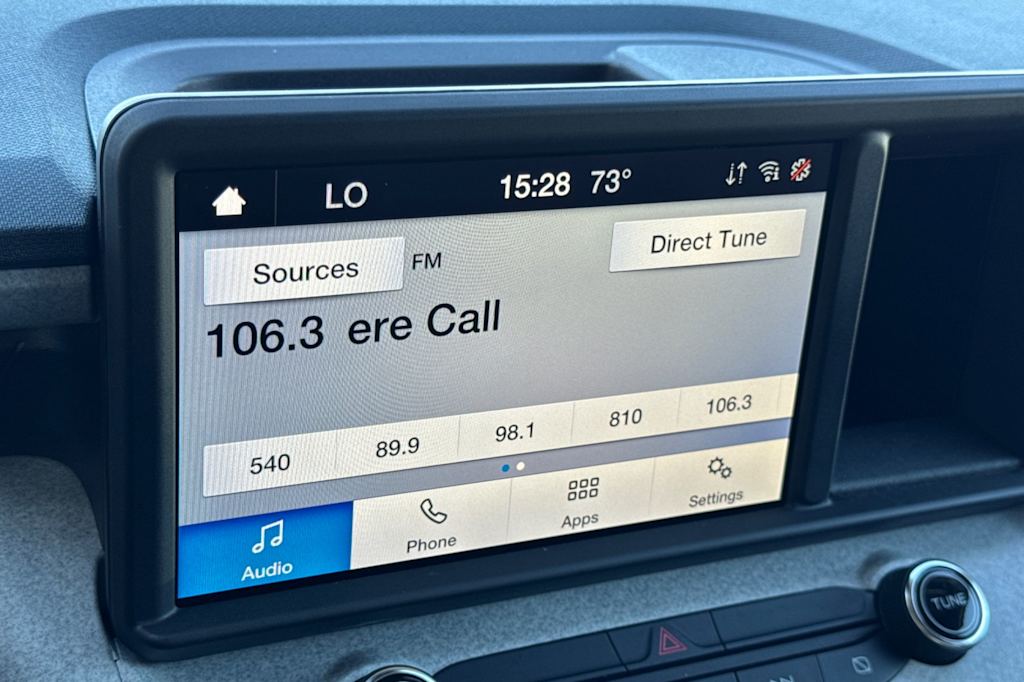 LO 15:28 73°
Sources FM Direct Tune
106.3 ere Call
540 89.9 98.1 810 106.3
Audio Phone Apps Settings
TUNE